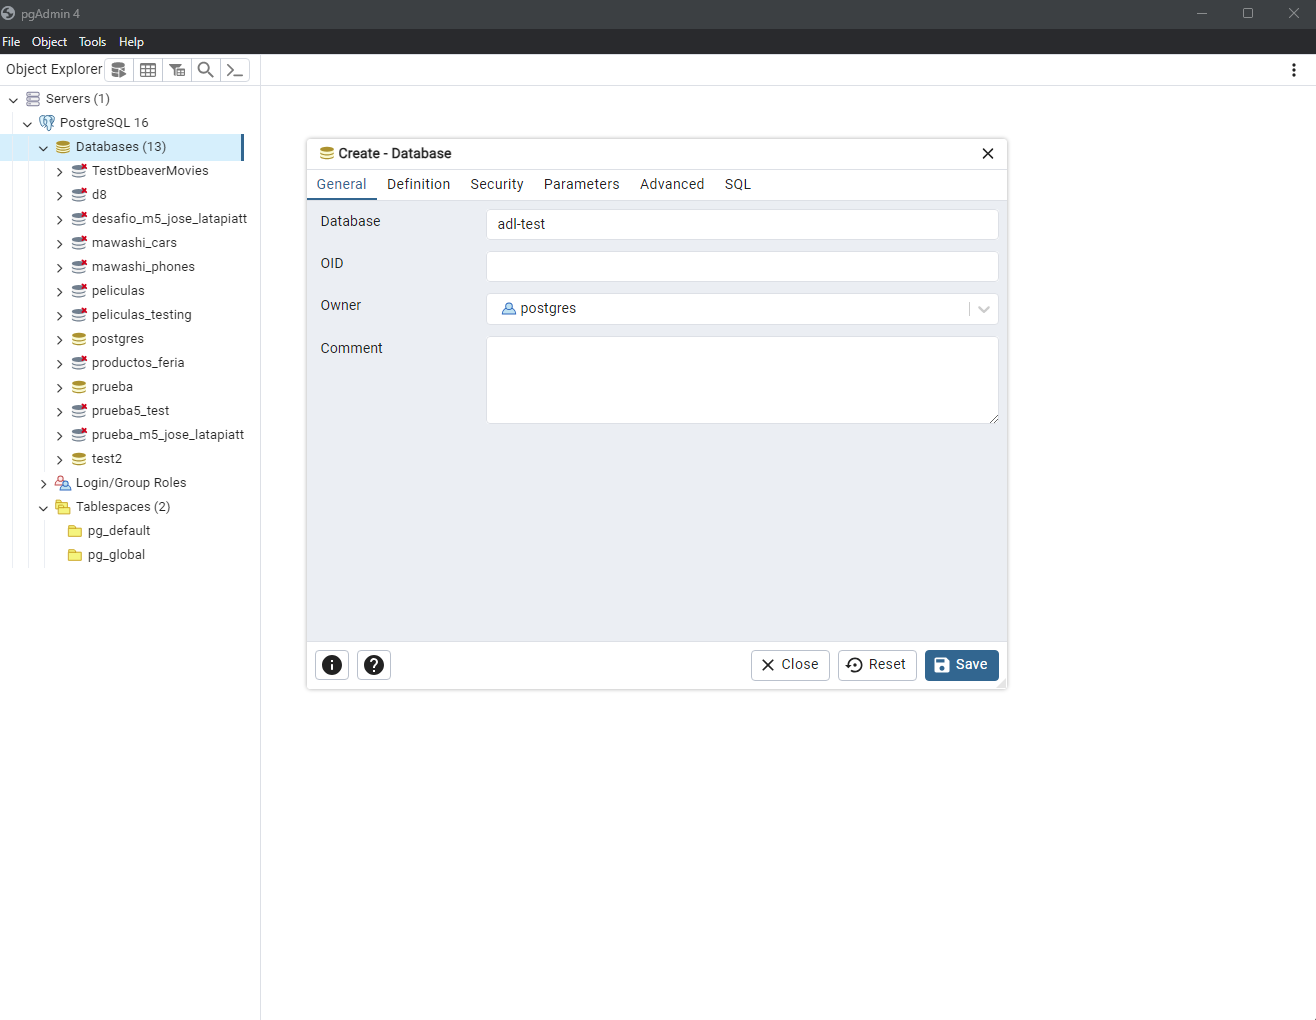 pgAdmin 4
File Object Tools Help
Object Explorer
Servers (1)
PostgreSQL 16
Databases (13)
TestDbeaverMovies
d8
desafio_m5_jose_latapiatt
mawashi_cars
mawashi_phones
peliculas
peliculas_testing
postgres
productos_feria
prueba
prueba5_test
prueba_m5_jose_latapiatt
test2
Login/Group Roles
Tablespaces (2)
pg_default
pg_global
Create - Database
General Definition Security Parameters Advanced SQL
Database adl-test
OID
Owner postgres
Comment
Close Reset Save